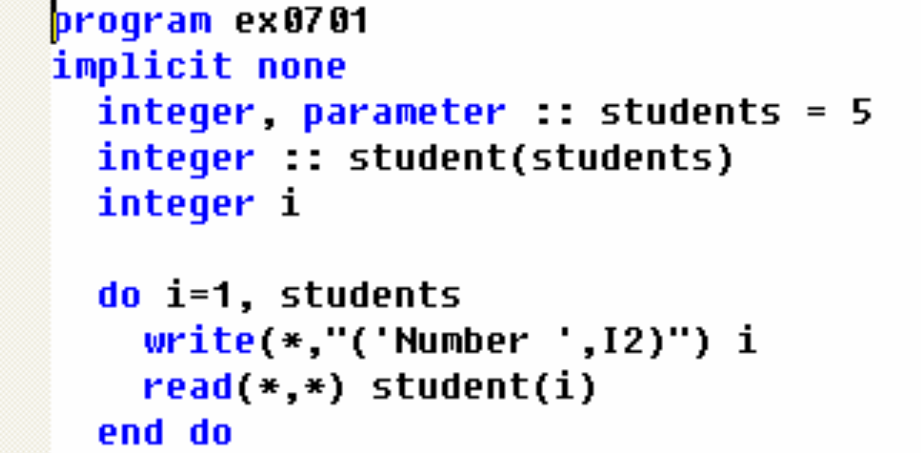 program ex0701
implicit none
  integer, parameter :: students = 5
  integer :: student(students)
  integer i

  do i=1, students
    write(*,"('Number ',I2)") i
    read(*,*) student(i)
  end do